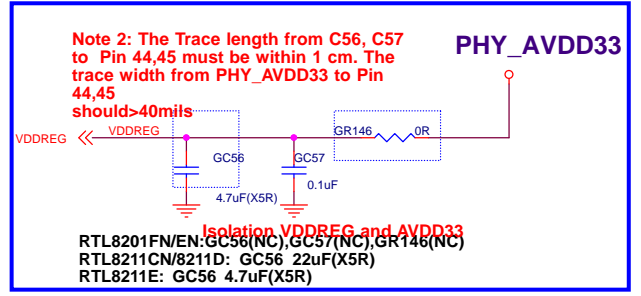 Note 2: The Trace length from C56, C57
to Pin 44,45 must be within 1 cm. The
trace width from PHY_AVDD33 to Pin
44,45
should>40mils
PHY_AVDD33
VDDREG
VDDREG
GR146
0R
GC56
GC57
4.7uF(X5R)
0.1uF
Isolation VDDREG and AVDD33
RTL8201FN/EN:GC56(NC),GC57(NC),GR146(NC)
RTL8211CN/8211D: GC56 22uF(X5R)
RTL8211E: GC56 4.7uF(X5R)